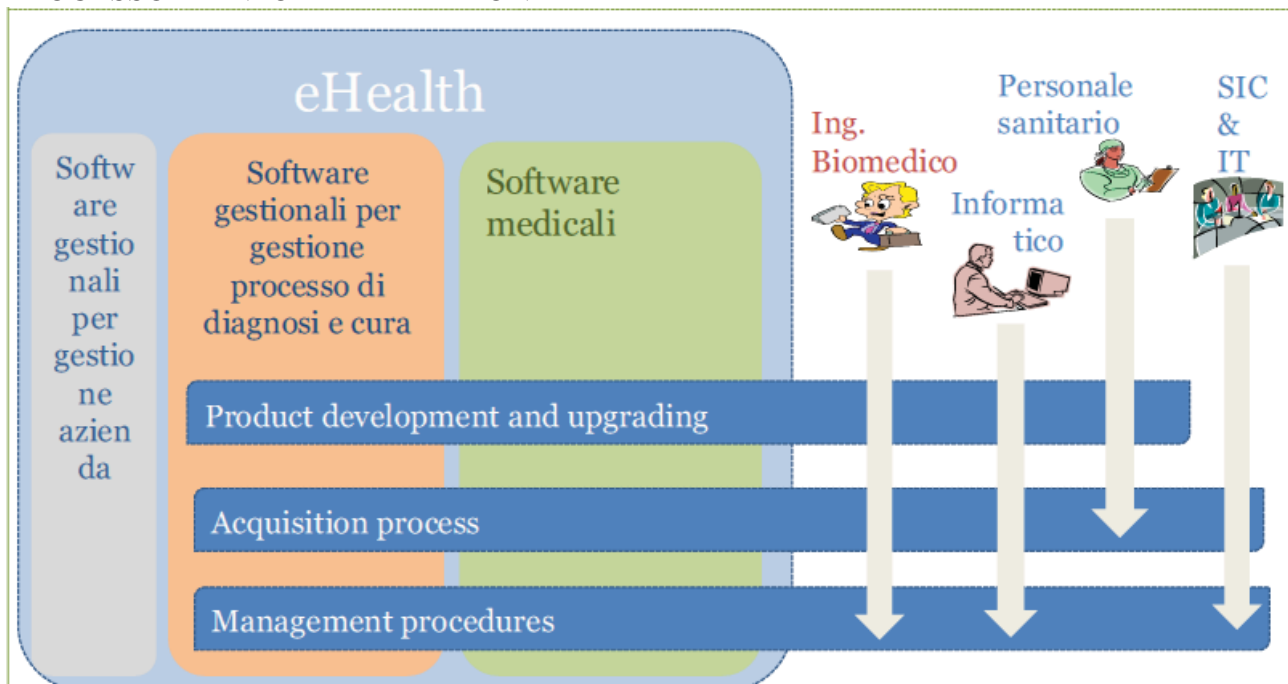 eHealth
Softw
are
gestio
nali
per
gestio
ne
azien
da
Software
gestionali per
gestione
processo di
diagnosi e cura
Software
medicali
Ing.
Biomedico
Informa
tico
Personale
sanitario
SIC
&
IT
Product development and upgrading
Acquisition process
Management procedures